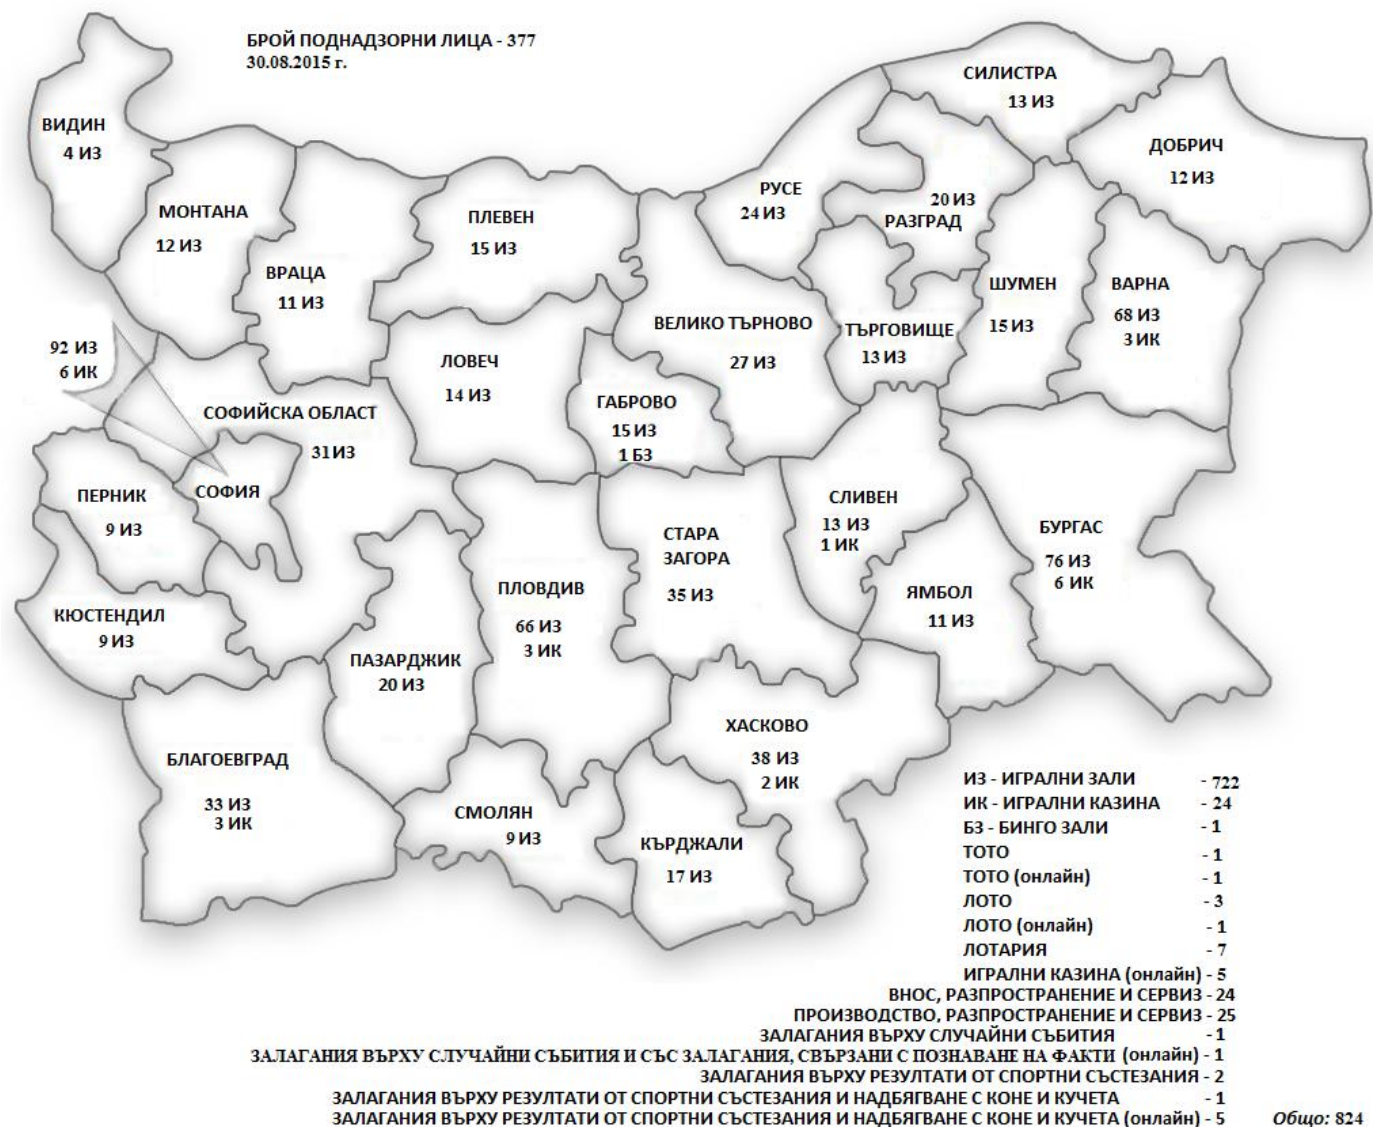 БРОЙ ПОДНАДЗОРНИ ЛИЦА - 377
30.08.2015 г.
СИЛИСТРА
13 ИЗ
ВИДИН
4 ИЗ
ДОБРИЧ
12 ИЗ
РУСЕ
24 ИЗ
20 ИЗ
РАЗГРАД
МОНТАНА
12 ИЗ
ПЛЕВЕН
15 ИЗ
ВРАЦА
11 ИЗ
ШУМЕН
15 ИЗ
ВАРНА
68 ИЗ
3 ИК
ВЕЛИКО ТЪРНОВО
27 ИЗ
ТЪРГОВИЩЕ
13 ИЗ
92 ИЗ
6 ИК
ЛОВЕЧ
14 ИЗ
ГАБРОВО
15 ИЗ
1 БЗ
СОФИЙСКА ОБЛАСТ
31 ИЗ
СОФИЯ
ПЕРНИК
9 ИЗ
СЛИВЕН
13 ИЗ
1 ИК
СТАРА
ЗАГОРА
35 ИЗ
БУРГАС
76 ИЗ
6 ИК
ПЛОВДИВ
66 ИЗ
3 ИК
ЯМБОЛ
11 ИЗ
КЮСТЕНДИЛ
9 ИЗ
ПАЗАРДЖИК
20 ИЗ
ХАСКОВО
38 ИЗ
2 ИК
БЛАГОЕВГРАД
33 ИЗ
3 ИК
СМОЛЯН
9 ИЗ
КЪРДЖАЛИ
17 ИЗ
ИЗ - ИГРАЛНИ ЗАЛИ - 722
ИК - ИГРАЛНИ КАЗИНА - 24
БЗ - БИНГО ЗАЛИ - 1
ТОТО - 1
ТОТО (онлайн) - 1
ЛОТО - 3
ЛОТО (онлайн) - 1
ЛОТАРИЯ - 7
ИГРАЛНИ КАЗИНА (онлайн) - 5
ВНОС, РАЗПРОСТРАНЕНИЕ И СЕРВИЗ - 24
ПРОИЗВОДСТВО, РАЗПРОСТРАНЕНИЕ И СЕРВИЗ - 25
ЗАЛАГАНИЯ ВЪРХУ СЛУЧАЙНИ СЪБИТИЯ - 1
ЗАЛАГАНИЯ ВЪРХУ СЛУЧАЙНИ СЪБИТИЯ И СЪС ЗАЛАГАНИЯ, СВЪРЗАНИ С ПОЗНАВАНЕ НА ФАКТИ (онлайн) - 1
ЗАЛАГАНИЯ ВЪРХУ РЕЗУЛТАТИ ОТ СПОРТНИ СЪСТЕЗАНИЯ - 2
ЗАЛАГАНИЯ ВЪРХУ РЕЗУЛТАТИ ОТ СПОРТНИ СЪСТЕЗАНИЯ И НАДБЯГВАНЕ С КОНЕ И КУЧЕТА - 1
ЗАЛАГАНИЯ ВЪРХУ РЕЗУЛТАТИ ОТ СПОРТНИ СЪСТЕЗАНИЯ И НАДБЯГВАНЕ С КОНЕ И КУЧЕТА (онлайн) - 5 Общо: 824